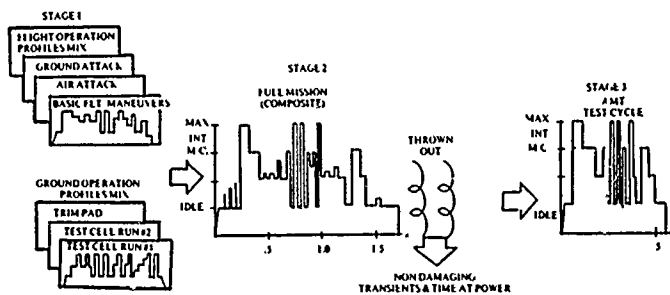 STAGE 1
FLIGHT OPERATION
PROFILES MIX
GROUND ATTACK
AIR ATTACK
BASIC FLT MANEUVERS
GROUND OPERATION
PROFILES MIX
TRIM PAD
TEST CELL RUN #2
TEST CELL RUN #1
STAGE 2
FULL MISSION
(COMPOSITE)
MAX
INT
M.C.
IDLE
.5
1.0
1.5
THROWN
OUT
NON DAMAGING
TRANSIENTS & TIME AT POWER
STAGE 3
AMT
TEST CYCLE
MAX
INT
M.C.
IDLE
.5